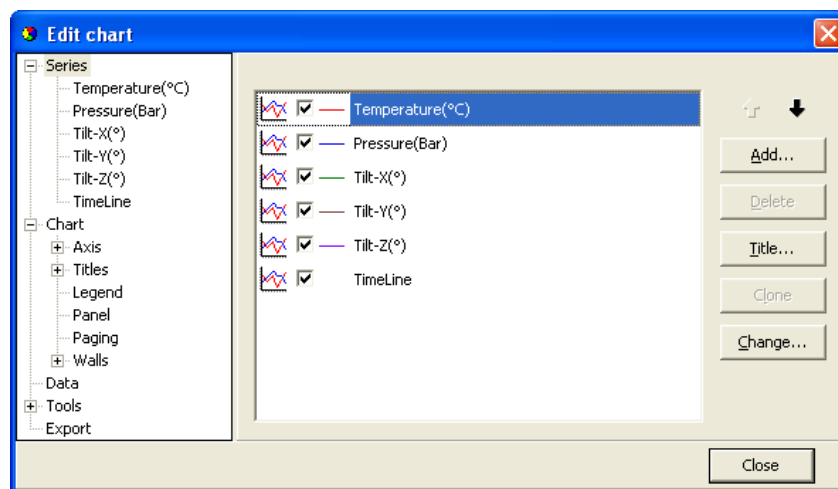 Edit chart
Series
Temperature(°C)
Pressure(Bar)
Tilt-X(°)
Tilt-Y(°)
Tilt-Z(°)
TimeLine
Chart
Axis
Titles
Legend
Panel
Paging
Walls
Data
Tools
Export
Temperature(°C)
Pressure(Bar)
Tilt-X(°)
Tilt-Y(°)
Tilt-Z(°)
TimeLine
Add...
Delete
Title...
Clone
Change...
Close